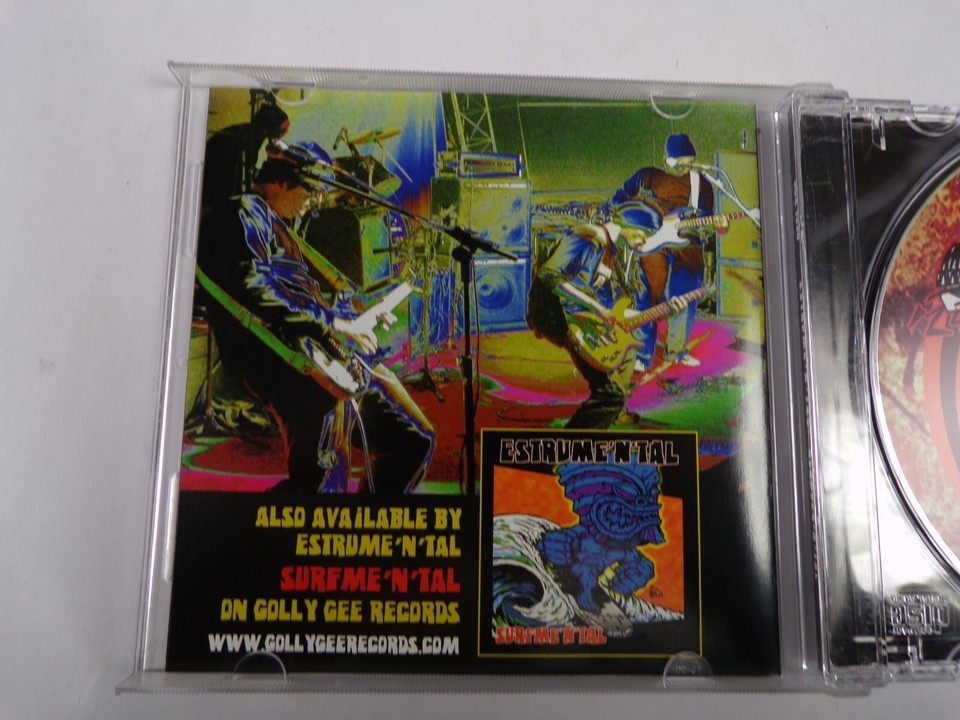 ALSO AVAILABLE BY
ESTRUME'N'TAL
SURFME'N'TAL
ON GOLLY GEE RECORDS
WWW.GOLLYGEERECORDS.COM
ESTRUME'N'TAL
SURFME'N'TAL